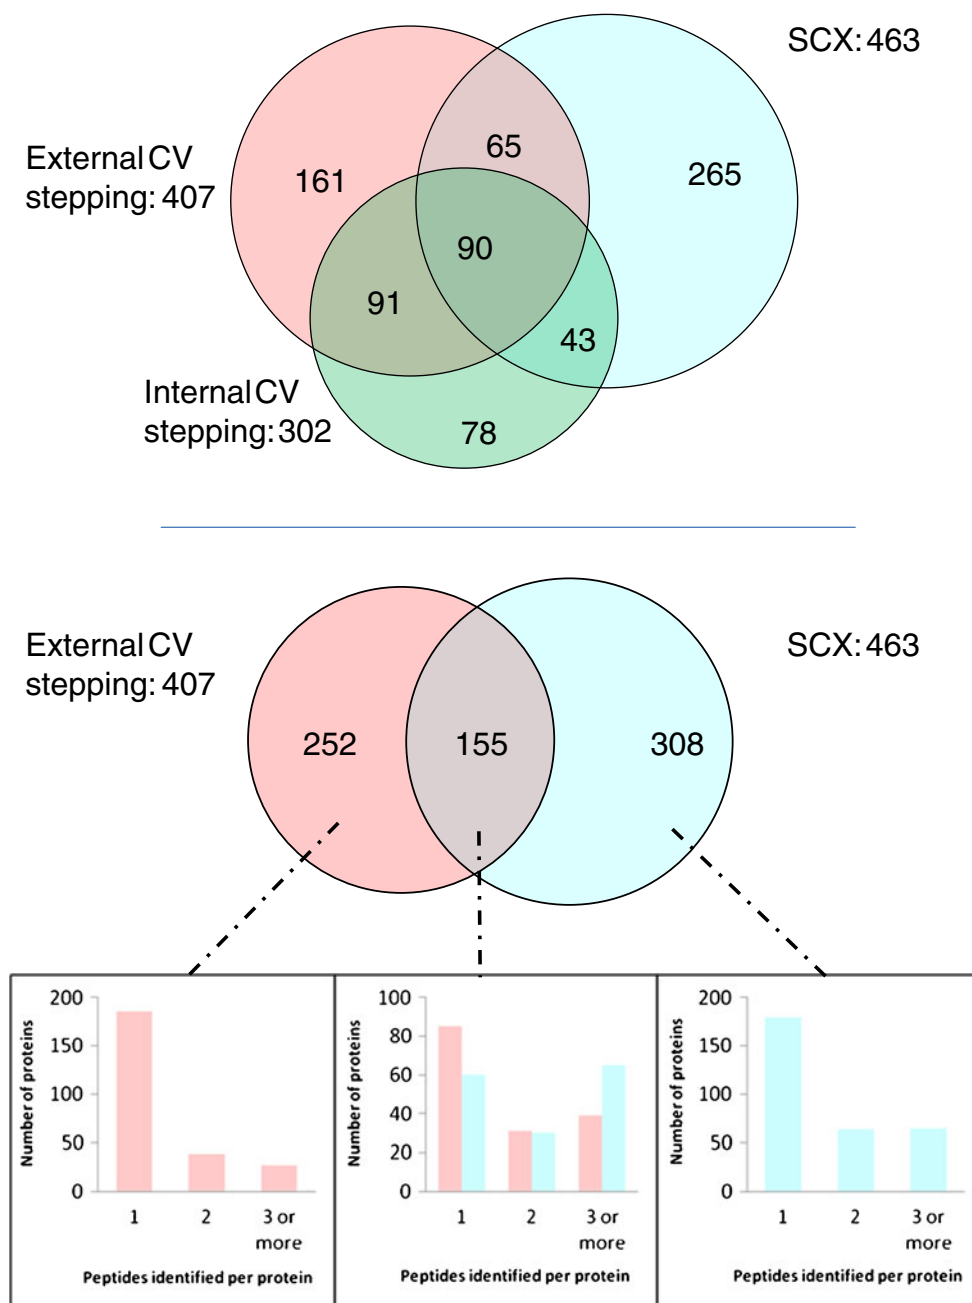 SCX: 463
External CV
stepping: 407
161
65
265
90
91
43
Internal CV
stepping: 302
78
External CV
stepping: 407
SCX: 463
252
155
308
Number of proteins
200
150
100
50
0
1
2
3 or
more
Peptides identified per protein
Number of proteins
100
80
60
40
20
0
1
2
3 or
more
Peptides identified per protein
Number of proteins
200
150
100
50
0
1
2
3 or
more
Peptides identified per protein